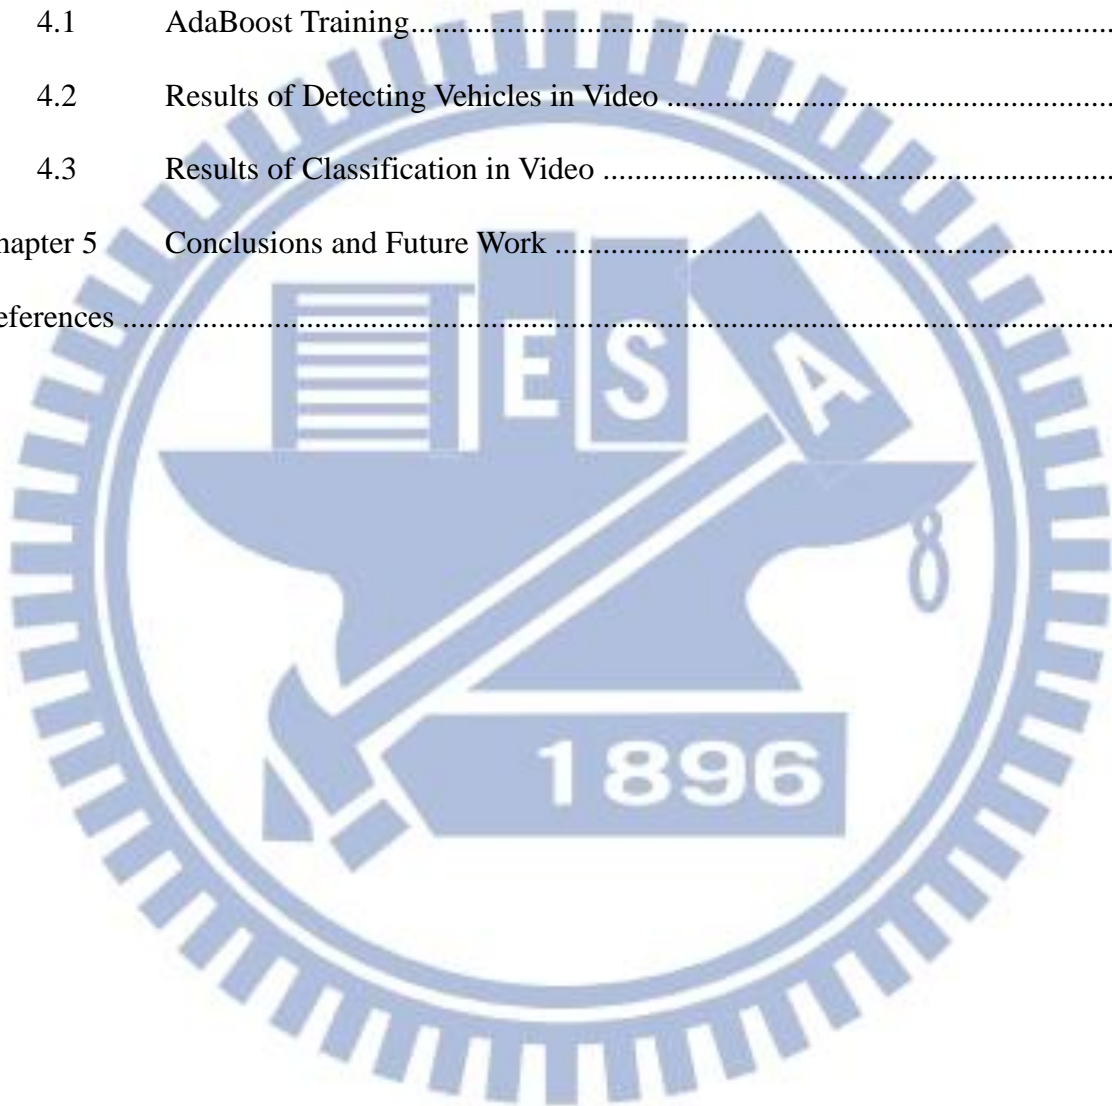 4.1 AdaBoost Training..............................................................................................
4.2 Results of Detecting Vehicles in Video ..............................................................
4.3 Results of Classification in Video ......................................................................
hapter 5 Conclusions and Future Work ............................................................................
eferences ..................................................................................................................................
E S A
1896